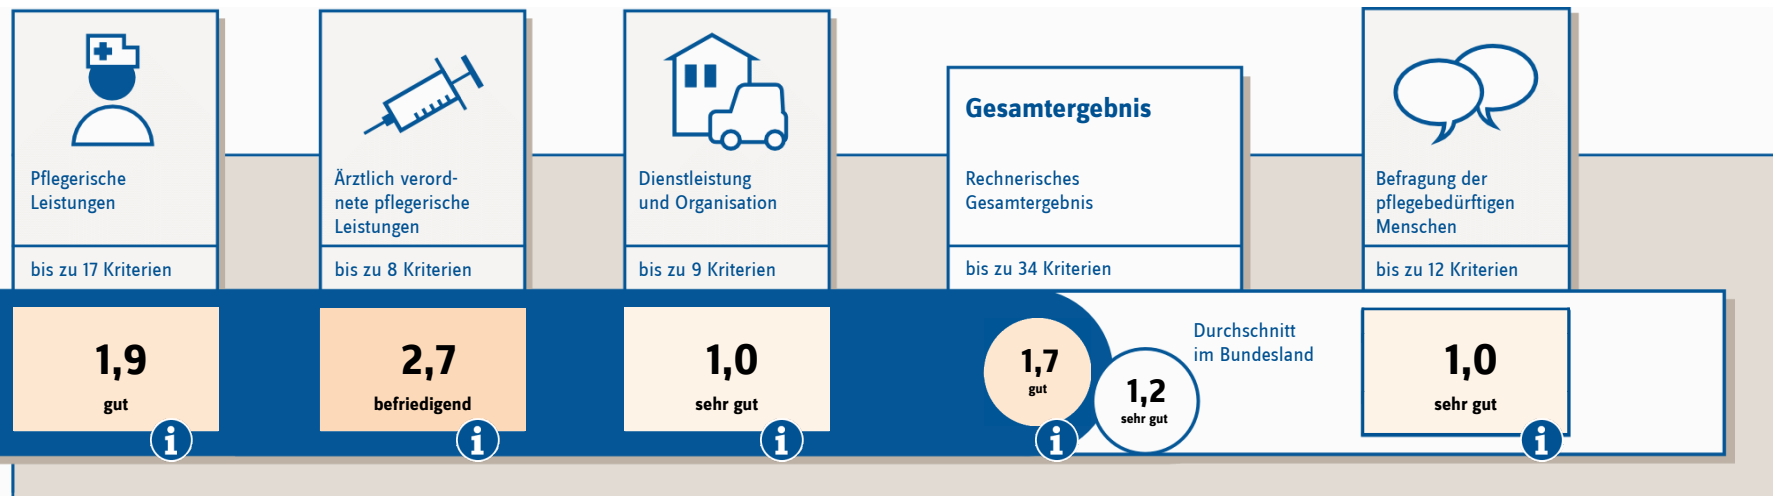 Pflegerische
Leistungen
bis zu 17 Kriterien
1,9
gut
i
Ärztlich verord-
nete pflegerische
Leistungen
bis zu 8 Kriterien
2,7
befriedigend
i
Dienstleistung
und Organisation
bis zu 9 Kriterien
1,0
sehr gut
i
Gesamtergebnis
Rechnerisches
Gesamtergebnis
bis zu 34 Kriterien
1,7
gut
i
1,2
sehr gut
Durchschnitt
im Bundesland
Befragung der
pflegebedürftigen
Menschen
bis zu 12 Kriterien
1,0
sehr gut
i